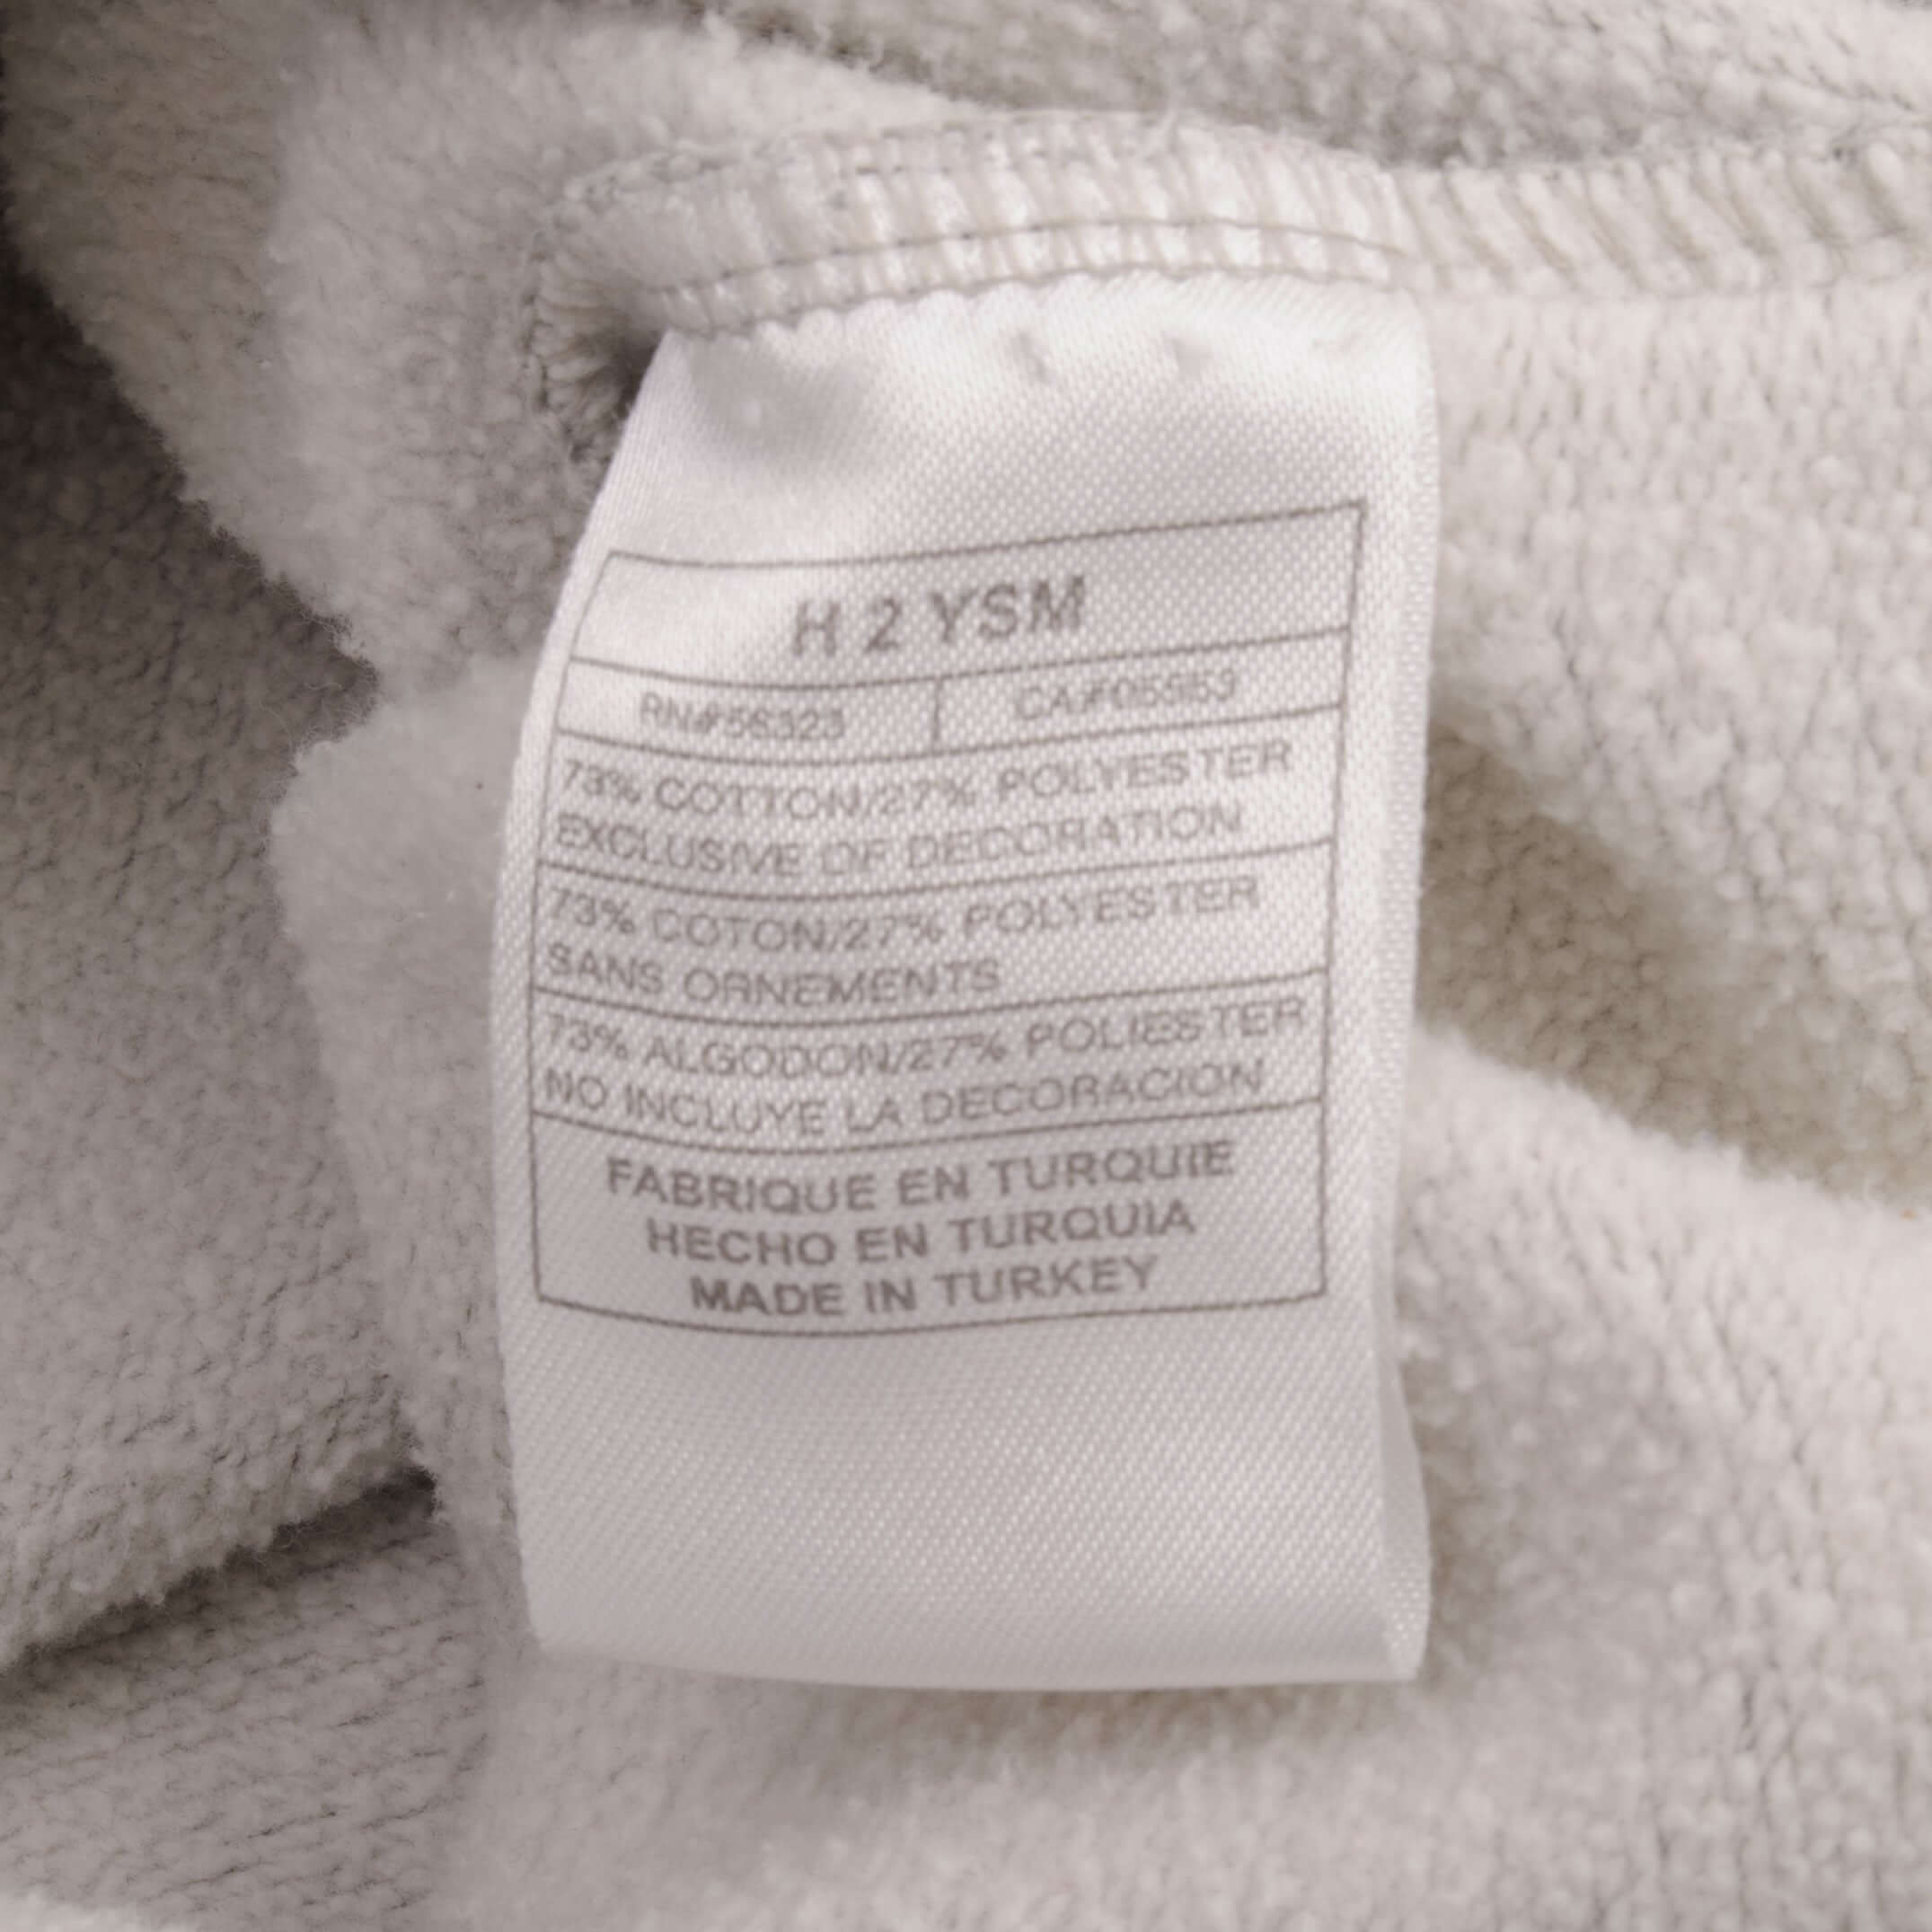 H 2 YSM
RN#56323 CA#05553
73% COTTON/27% POLYESTER
EXCLUSIVE OF DECORATION
73% COTON/27% POLYESTER
SANS ORNEMENTS
73% ALGODON/27% POLIESTER
NO INCLUYE LA DECORACION
FABRIQUE EN TURQUIE
HECHO EN TURQUIA
MADE IN TURKEY